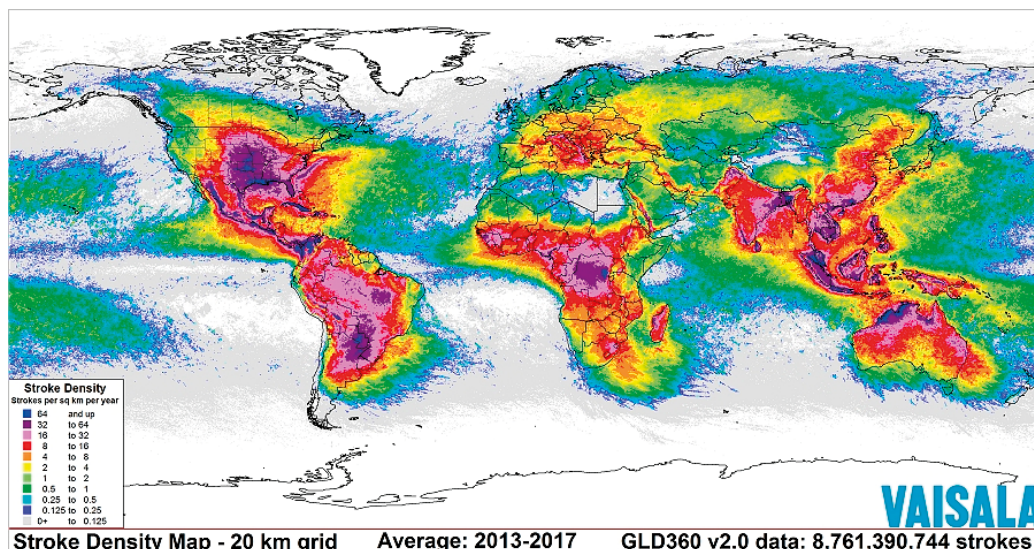 Stroke Density
Strokes per sq km per year
64 and up
32 to 64
16 to 32
8 to 16
4 to 8
2 to 4
1 to 2
0.5 to 1
0.25 to 0.5
0.125 to 0.25
0+ to 0.125
VAISALA
Stroke Density Map - 20 km grid Average: 2013-2017 GLD360 v2.0 data: 8.761.390.744 strokes